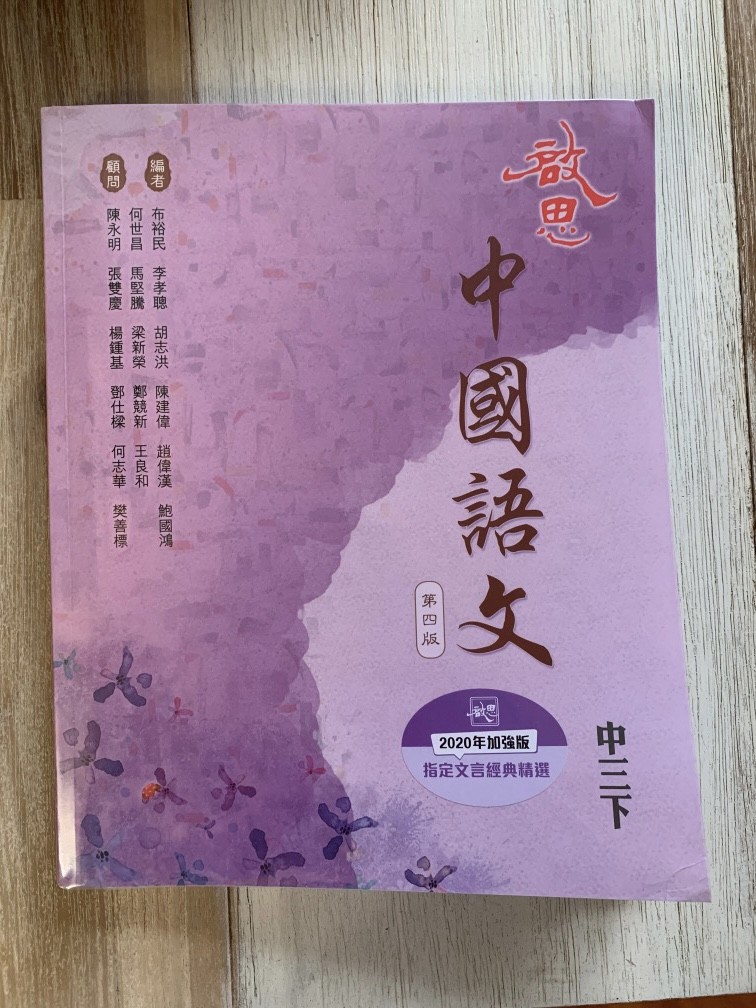 啟思
中國語文
第四版
啟思
2020年加強版
指定文言經典精選
中三下
編者
布裕民 李孝聰 胡志洪 陳建偉 趙偉漢 鮑國鴻
何世昌 馬堅騰 梁新榮 鄭競新 王良和
顧問
陳永明 張雙慶 楊鍾基 鄧仕樑 何志華 樊善標